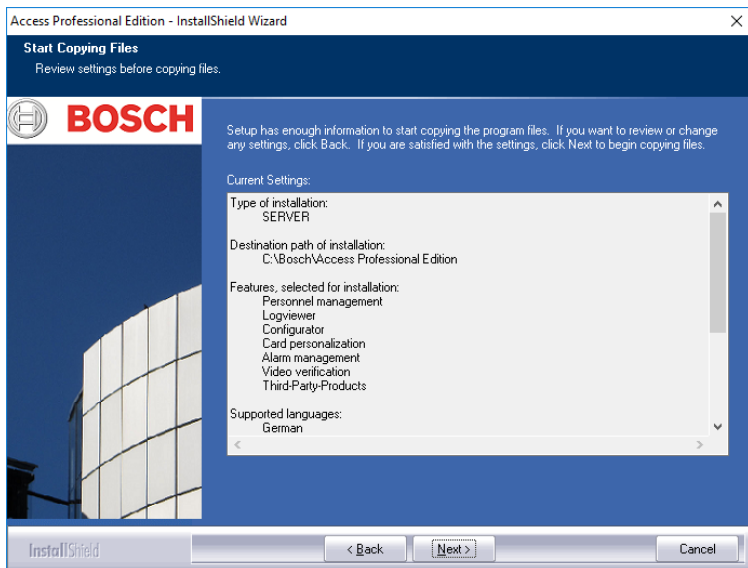 Access Professional Edition - InstallShield Wizard
Start Copying Files
Review settings before copying files.
BOSCH
Setup has enough information to start copying the program files. If you want to review or change
any settings, click Back. If you are satisfied with the settings, click Next to begin copying files.
Current Settings:
Type of installation:
SERVER
Destination path of installation:
C:\Bosch\Access Professional Edition
Features, selected for installation:
Personnel management
Logviewer
Configurator
Card personalization
Alarm management
Video verification
Third-Party-Products
Supported languages:
German
InstallShield
< Back
Next >
Cancel